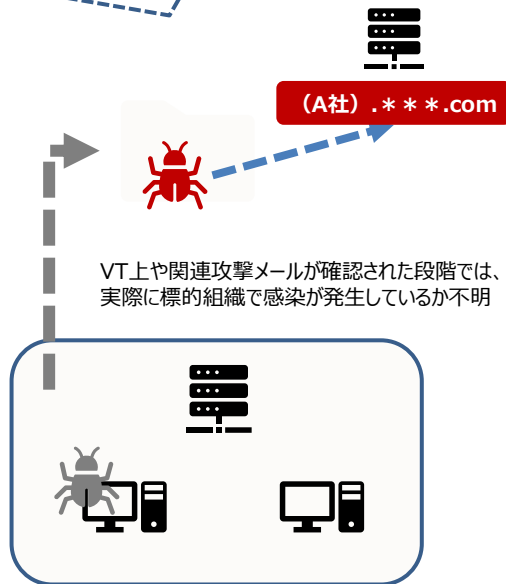 （A社）.＊＊＊.com
VT上や関連攻撃メールが確認された段階では、
実際に標的組織で感染が発生しているか不明